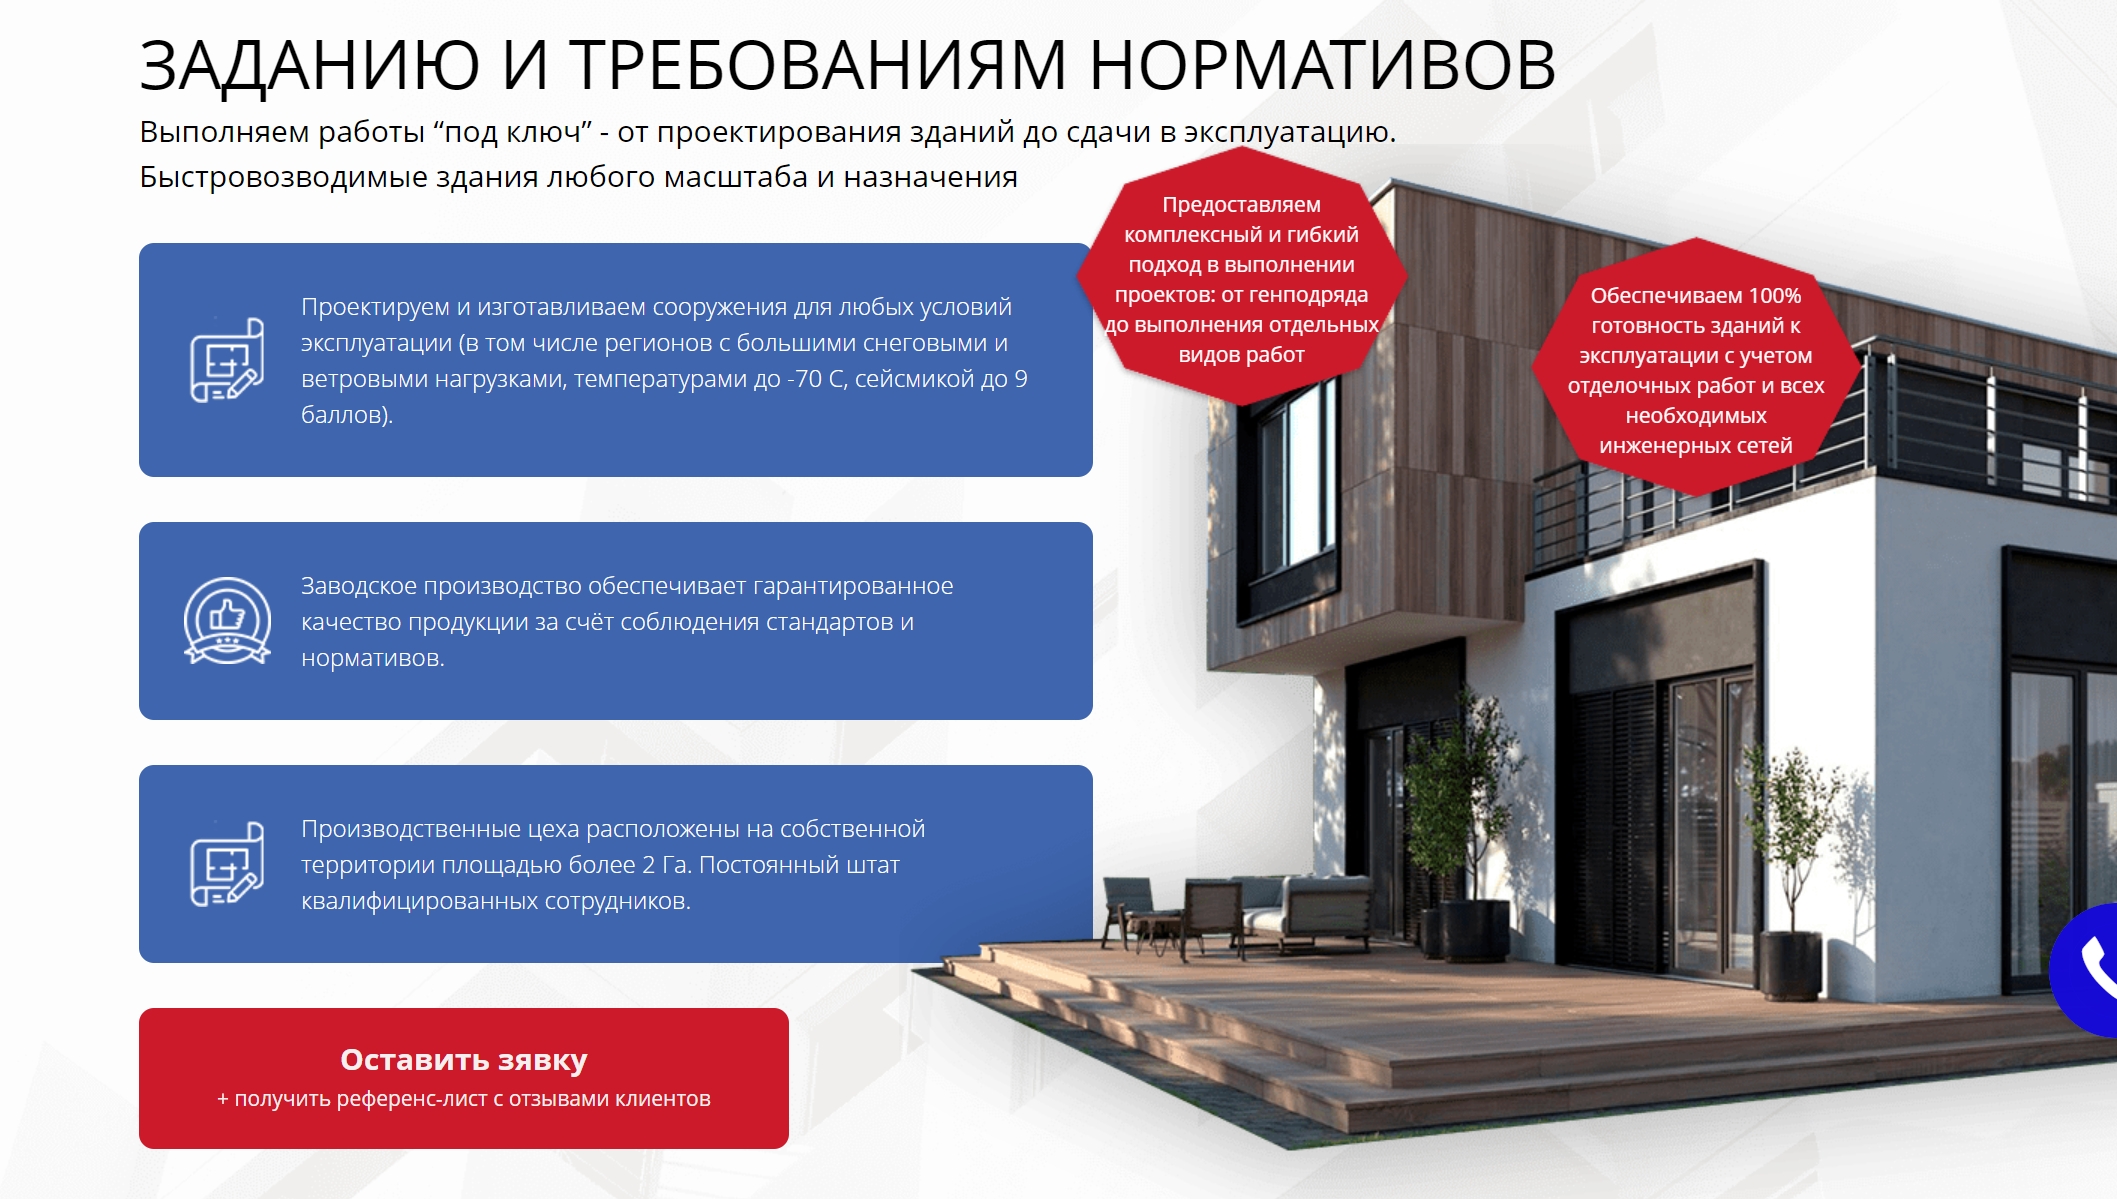 ЗАДАНИЮ И ТРЕБОВАНИЯМ НОРМАТИВОВ
Выполняем работы “под ключ” - от проектирования зданий до сдачи в эксплуатацию.
Быстровозводимые здания любого масштаба и назначения
Проектируем и изготавливаем сооружения для любых условий
эксплуатации (в том числе регионов с большими снеговыми и
ветровыми нагрузками, температурами до -70 С, сейсмикой до 9
баллов).
Предоставляем
комплексный и гибкий
подход в выполнении
проектов: от генподряда
до выполнения отдельных
видов работ
Обеспечиваем 100%
готовность зданий к
эксплуатации с учетом
отделочных работ и всех
необходимых
инженерных сетей
Заводское производство обеспечивает гарантированное
качество продукции за счёт соблюдения стандартов и
нормативов.
Производственные цеха расположены на собственной
территории площадью более 2 Га. Постоянный штат
квалифицированных сотрудников.
Оставить зявку
+ получить референс-лист с отзывами клиентов